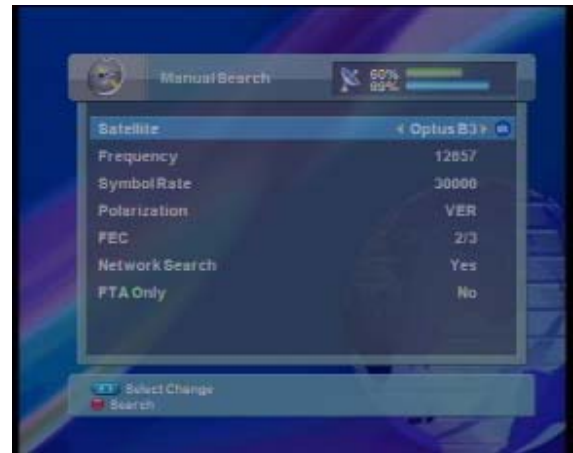 Manual Search
60%
99%
Satellite Optus B3
Frequency 12657
Symbol Rate 30000
Polarization VER
FEC 2/3
Network Search Yes
FTA Only No
Select Change
Search